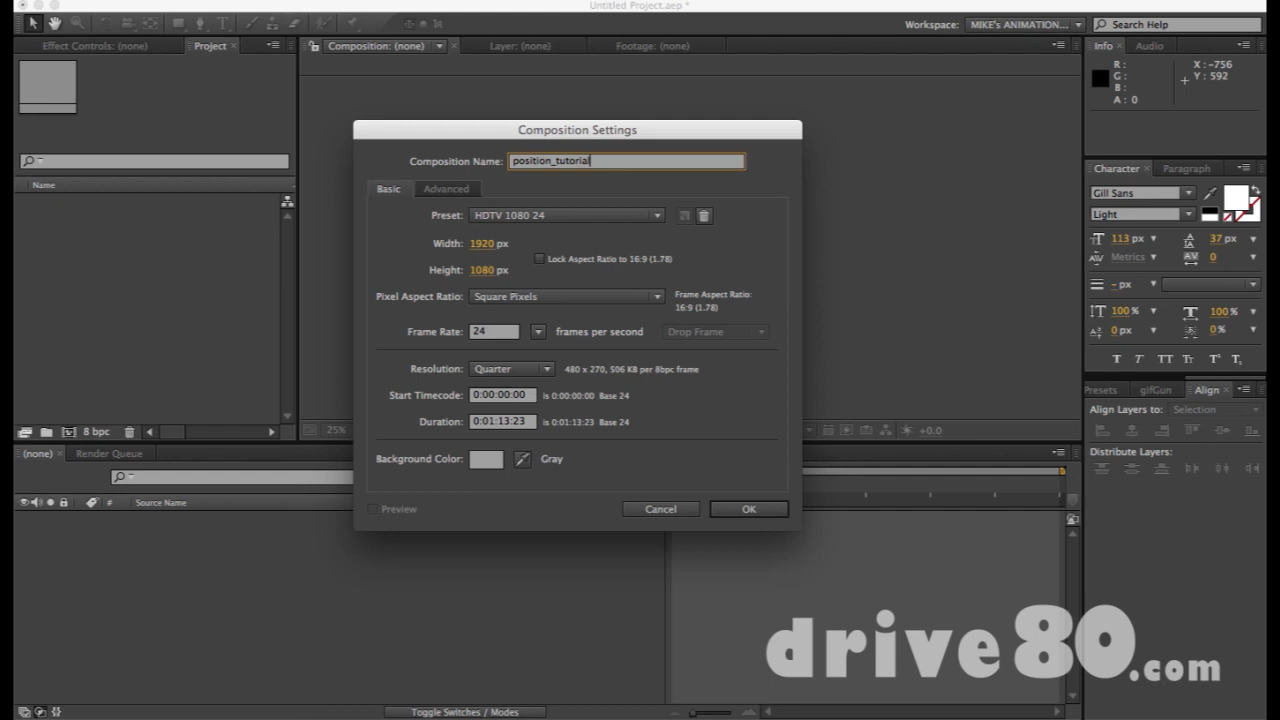 Untitled Project.aep *
Workspace: MIKE'S ANIMATION... Search Help
Effect Controls: (none) Project Composition: (none) Layer: (none) Footage: (none) Info Audio
R : X : -756
G : Y : 592
B :
A : 0
Composition Settings
Composition Name: position_tutorial
Character Paragraph
Name
Basic Advanced
Gill Sans
Light
Preset: HDTV 1080 24
Width: 1920 px
113 px 37 px
Lock Aspect Ratio to 16:9 (1.78)
Metrics 0
Height: 1080 px
- px
Pixel Aspect Ratio: Square Pixels Frame Aspect Ratio:
16:9 (1.78)
100 % 100 %
Frame Rate: 24 frames per second Drop Frame
0 px 0 %
T T TT Tт T¹ T,
Resolution: Quarter 480 x 270, 506 KB per 8bpc frame
Presets gifGun Align
Start Timecode: 0:00:00:00 is 0:00:00:00 Base 24
Align Layers to: Selection
Duration: 0:01:13:23 is 0:01:13:23 Base 24
8 bpc 25% +0.0
(none) Render Queue
Distribute Layers:
Background Color: Gray
# Source Name
Preview Cancel OK
drive80.com
Toggle Switches / Modes